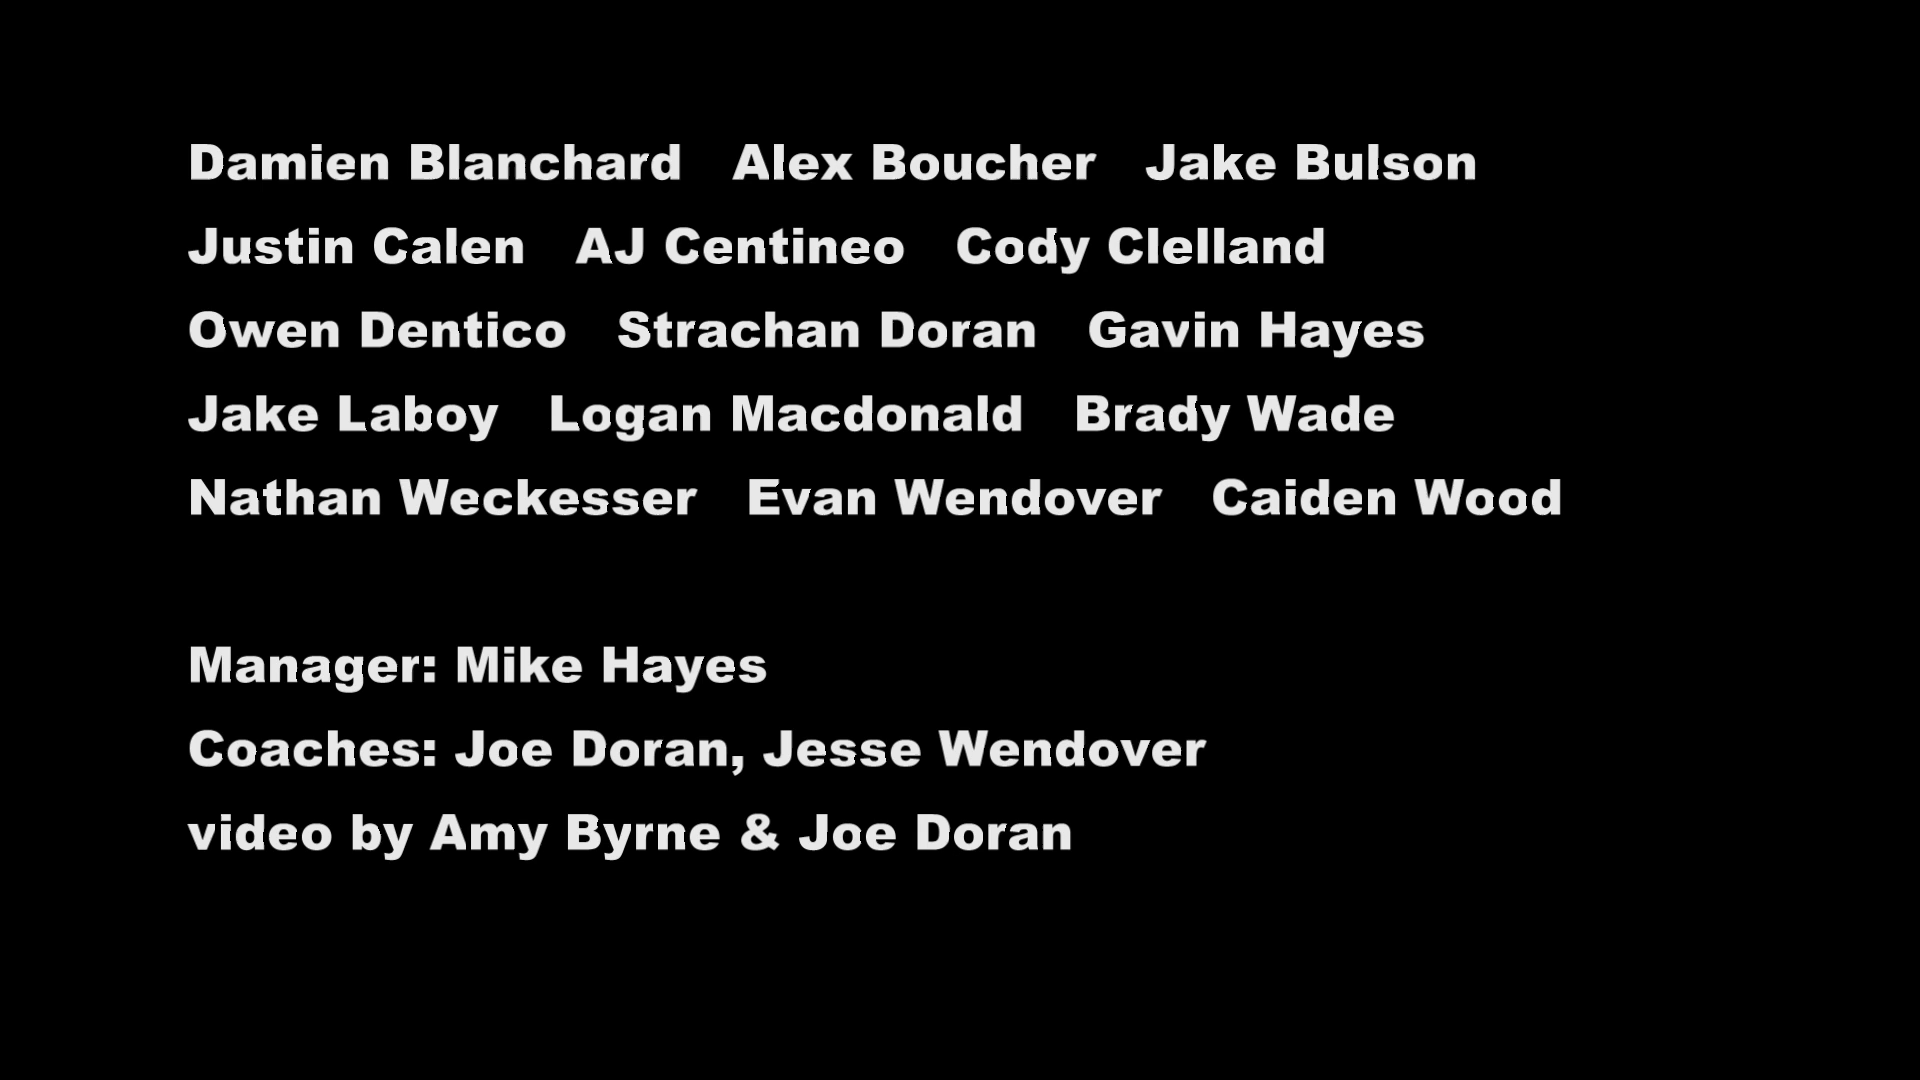 Damien Blanchard   Alex Boucher   Jake Bulson
Justin Calen   AJ Centineo   Cody Clelland
Owen Dentico   Strachan Doran   Gavin Hayes
Jake Laboy   Logan Macdonald   Brady Wade
Nathan Weckesser   Evan Wendover   Caiden Wood
Manager: Mike Hayes
Coaches: Joe Doran, Jesse Wendover
video by Amy Byrne & Joe Doran